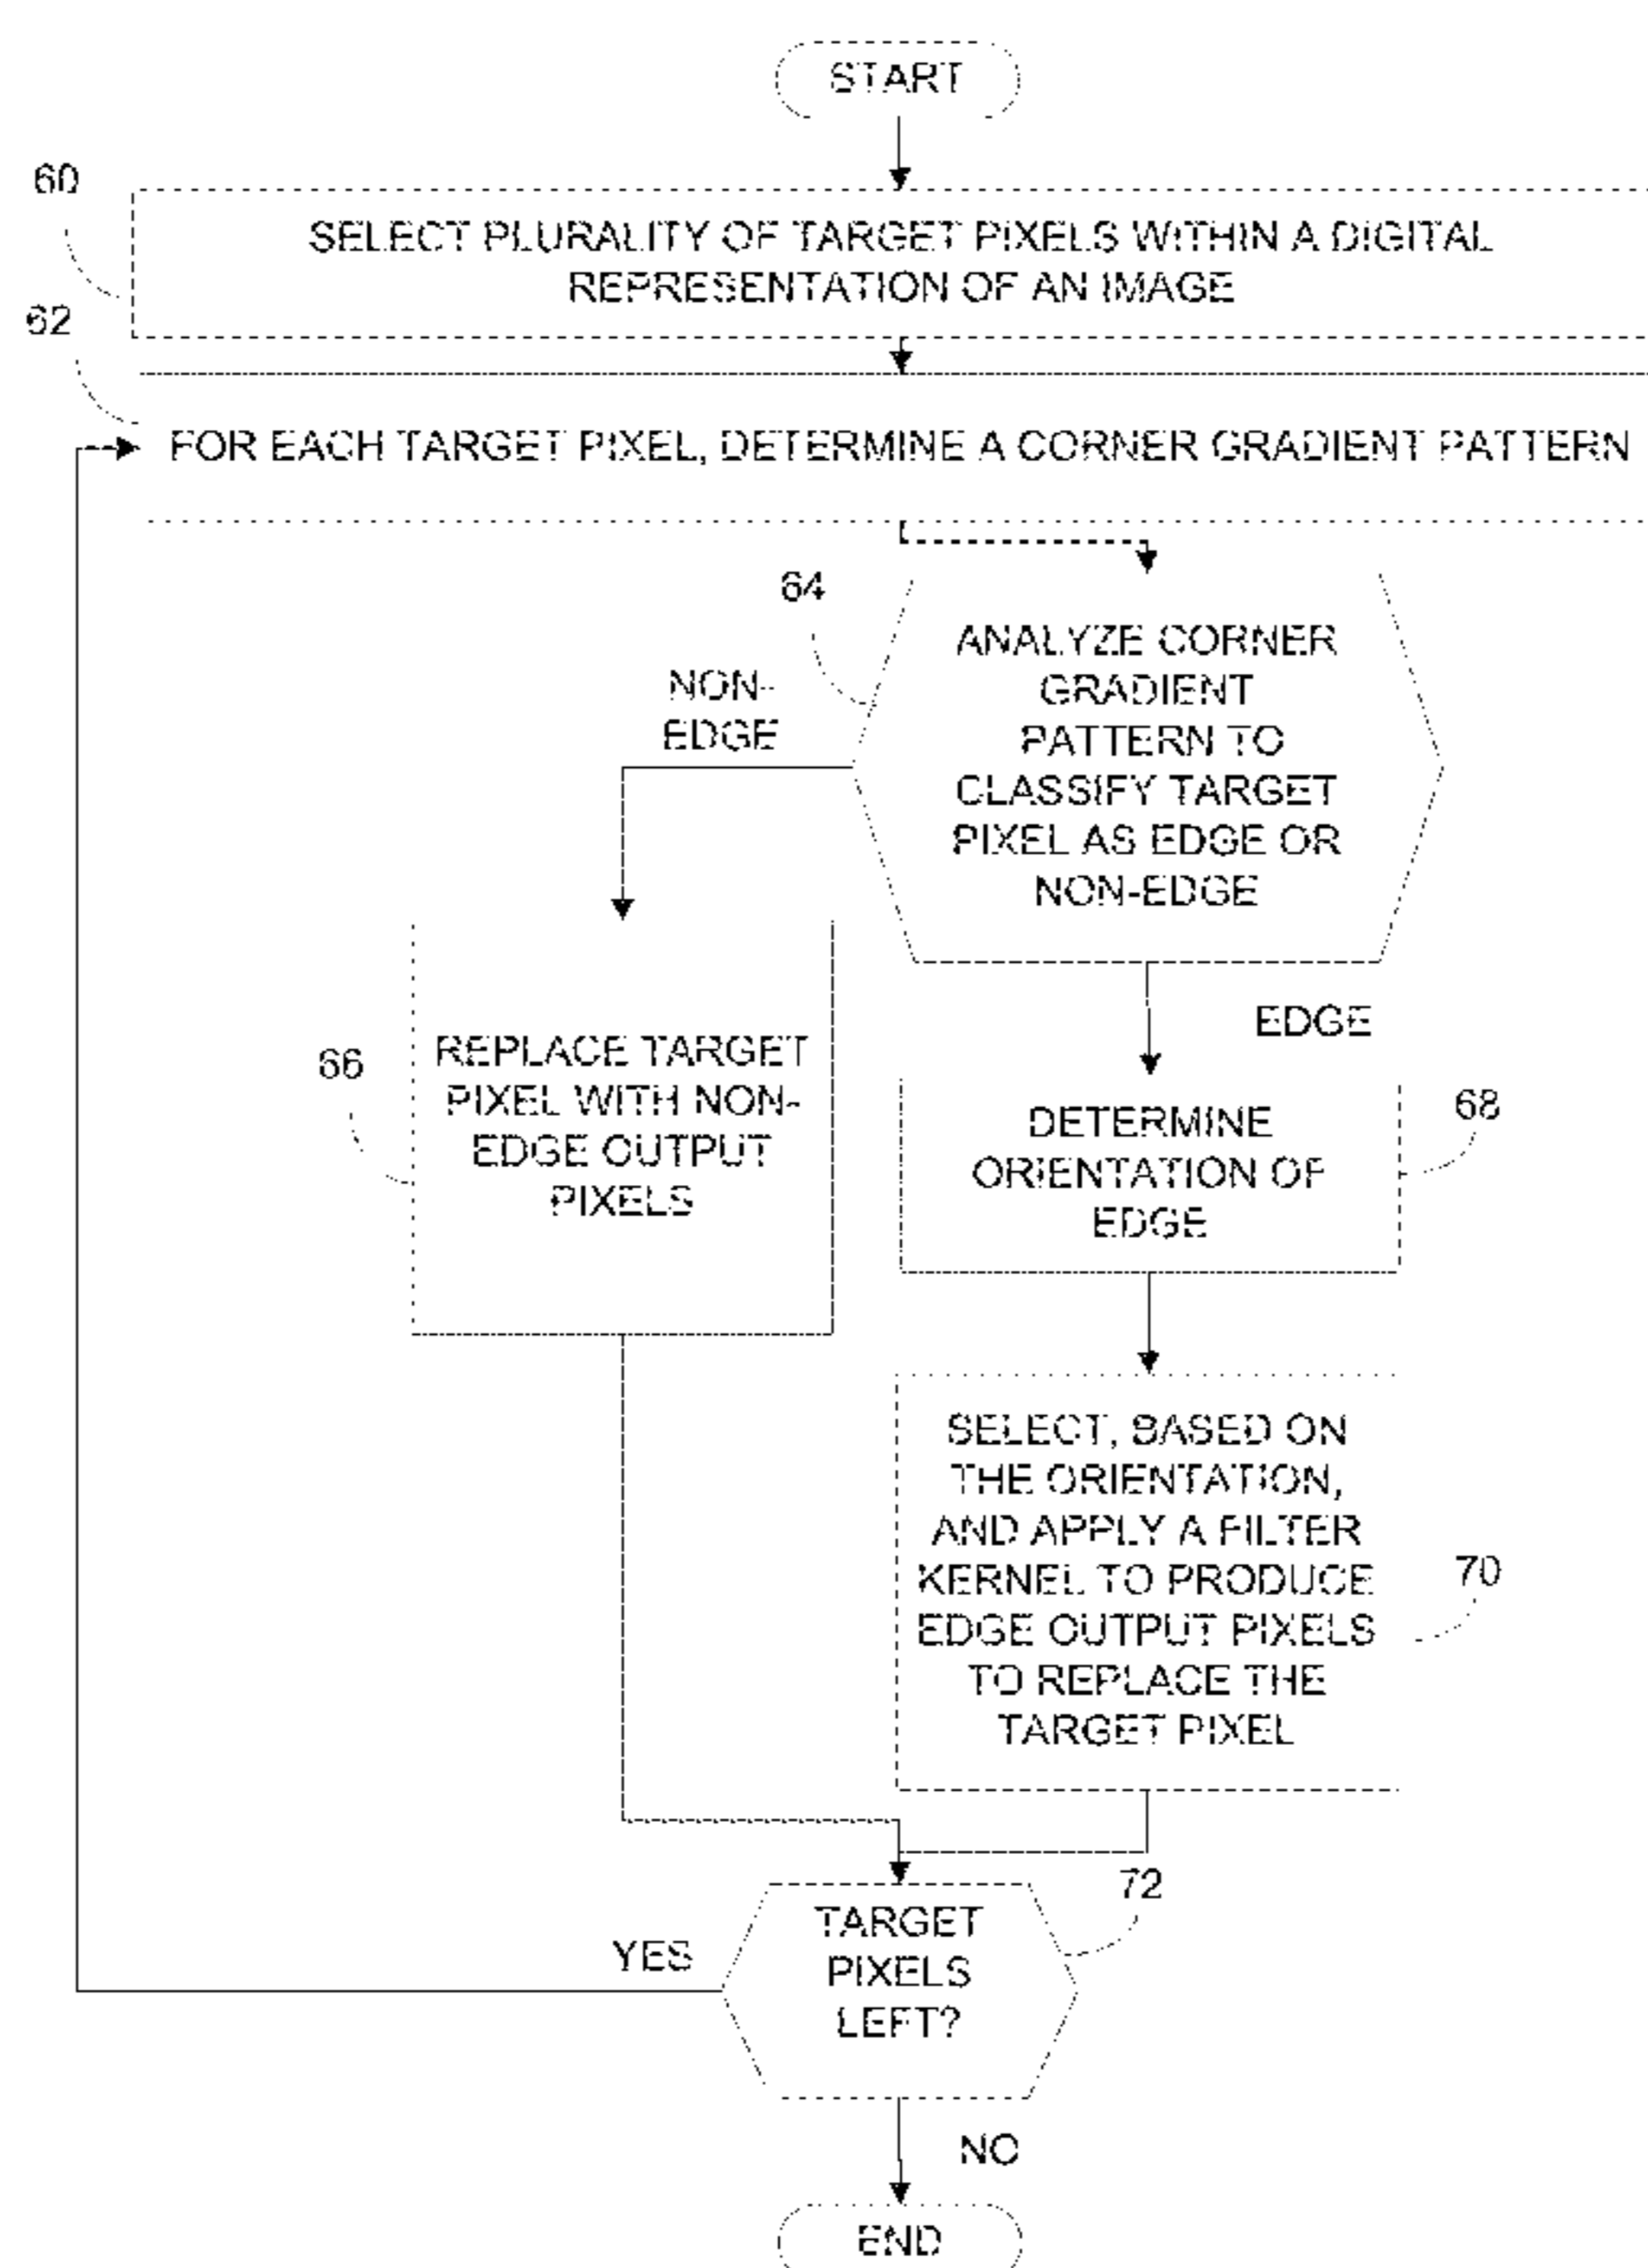 START
60
SELECT PLURALITY OF TARGET PIXELS WITHIN A DIGITAL
REPRESENTATION OF AN IMAGE
62
FOR EACH TARGET PIXEL, DETERMINE A CORNER GRADIENT PATTERN
64
ANALYZE CORNER
GRADIENT
PATTERN TO
CLASSIFY TARGET
PIXEL AS EDGE OR
NON-EDGE
NON-
EDGE
EDGE
66
REPLACE TARGET
PIXEL WITH NON-
EDGE OUTPUT
PIXELS
DETERMINE
ORIENTATION OF
EDGE
68
SELECT, BASED ON
THE ORIENTATION,
AND APPLY A FILTER
KERNEL TO PRODUCE
EDGE OUTPUT PIXELS
TO REPLACE THE
TARGET PIXEL
70
72
TARGET
PIXELS
LEFT?
YES
NO
END